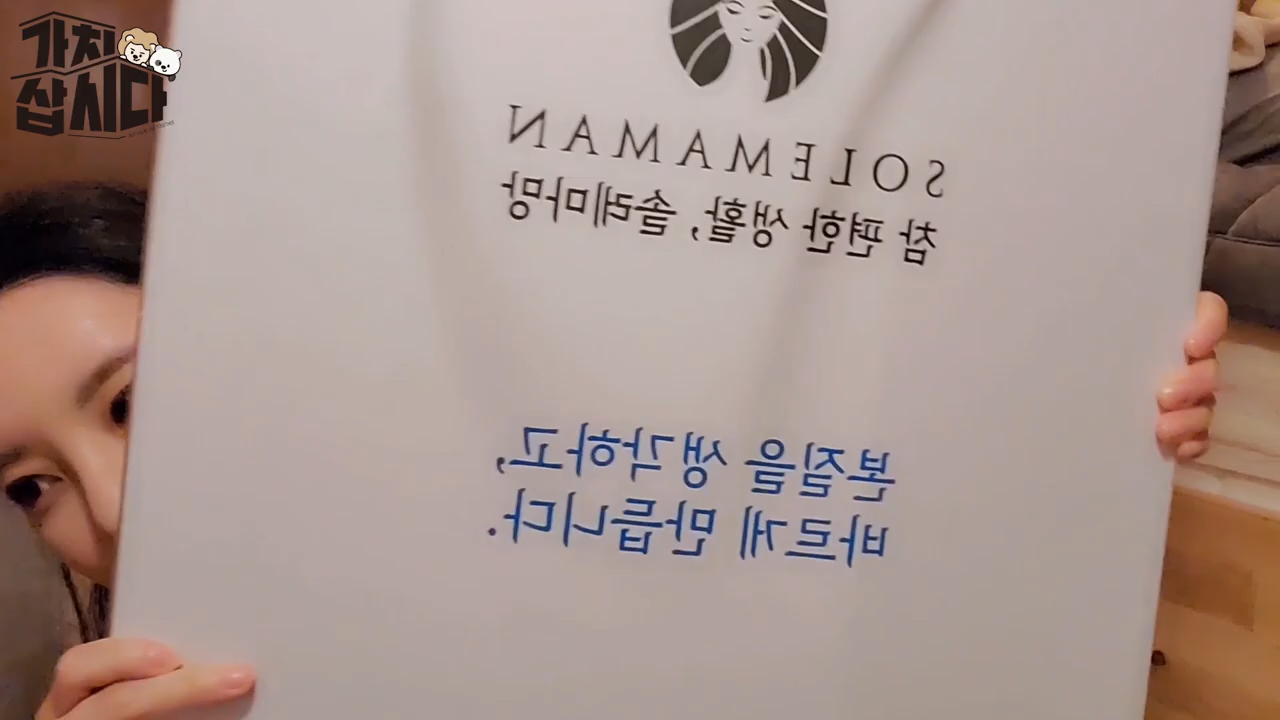 가치
삽시다
SOLEMAMAN
참 편한 생활, 솔레마망
본질을 생각하고,
바르게 만듭니다.